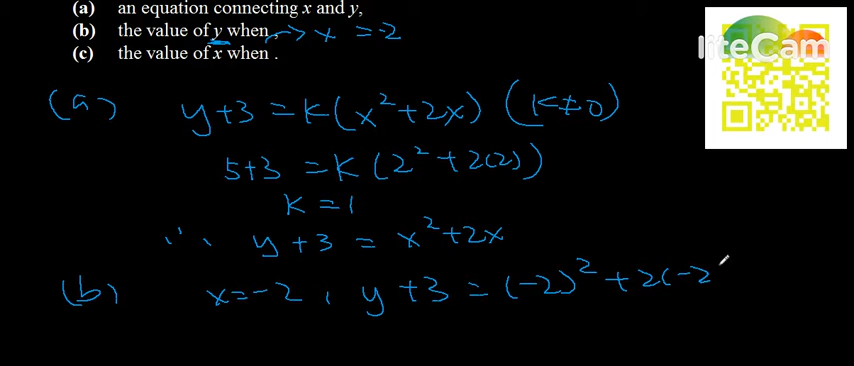 (a) an equation connecting x and y,
(b) the value of y when → x = -2
(c) the value of x when .
liteCam
(a) y+3 = k(x²+2x) (k≠0)
5+3 = k(2²+2(2))
k = 1
∴ y+3 = x²+2x
(b) x=-2, y+3 = (-2)²+2(-2